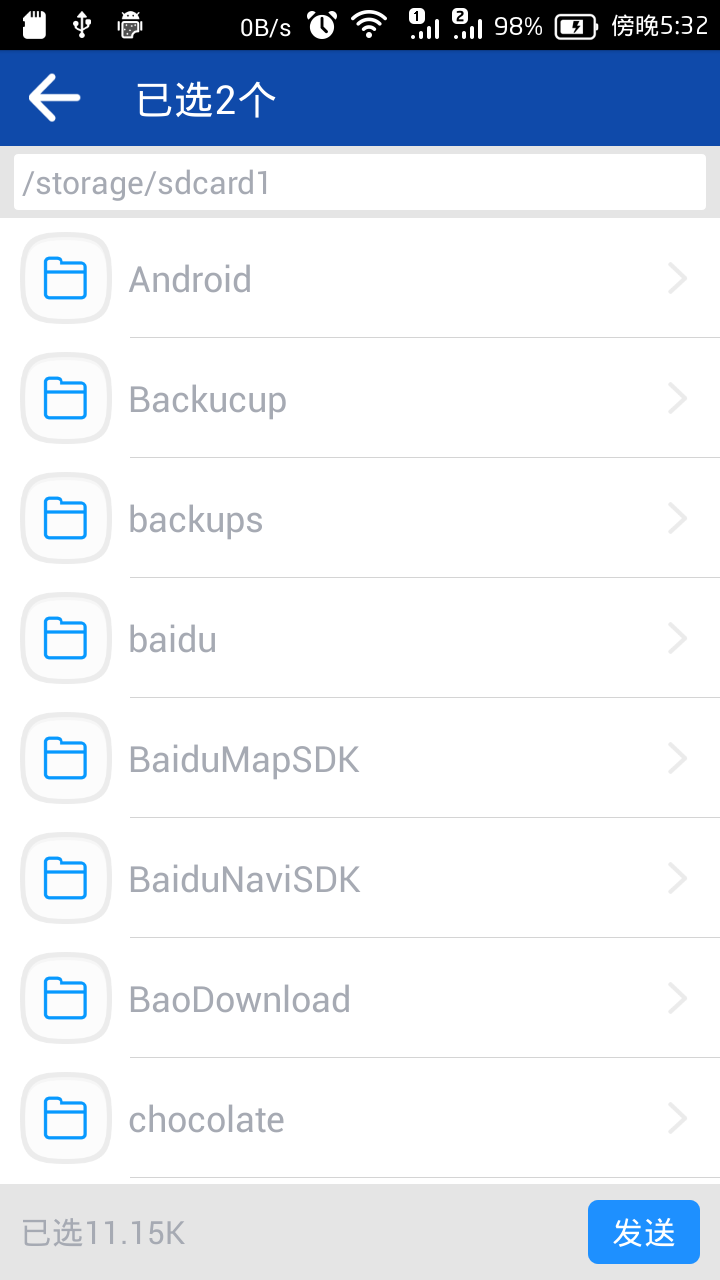 0B/s 1 2 98% 傍晚5:32
已选2个
/storage/sdcard1
Android
Backucup
backups
baidu
BaiduMapSDK
BaiduNaviSDK
BaoDownload
chocolate
已选11.15K 发送